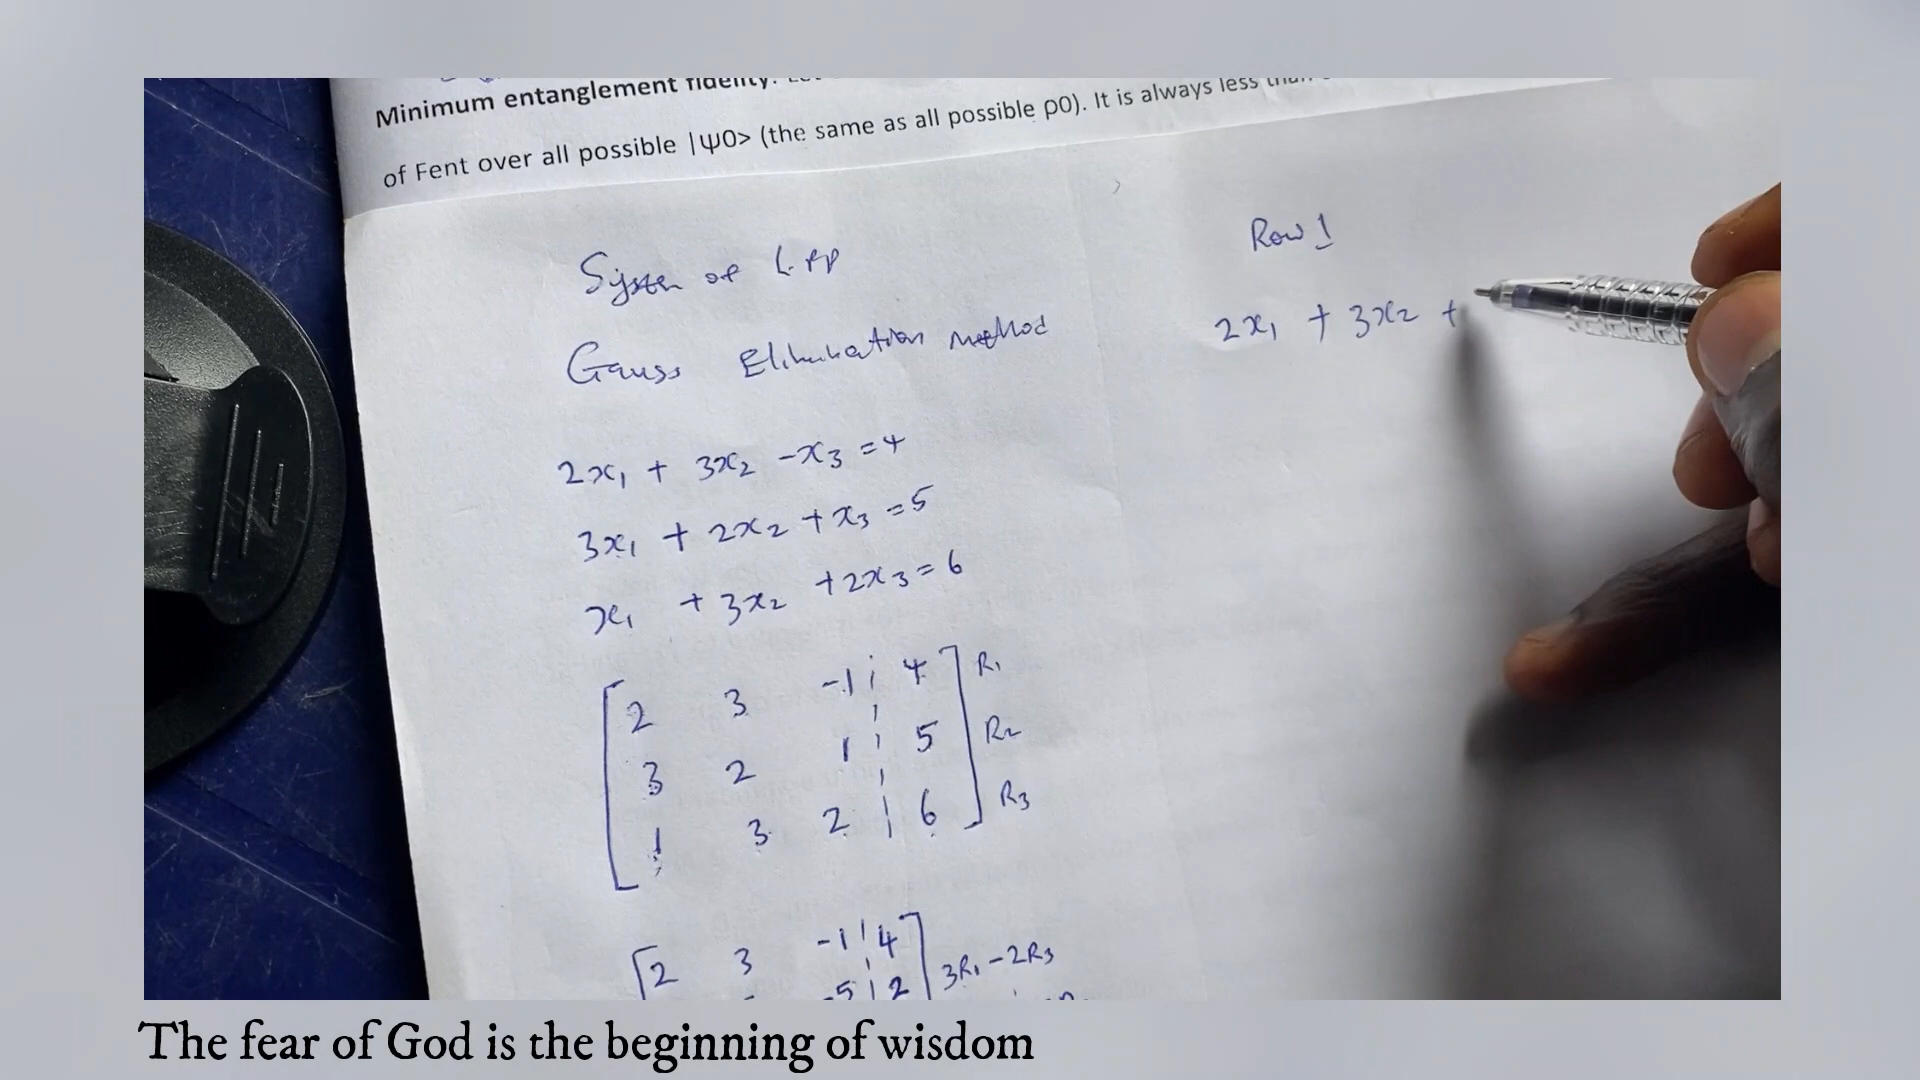 Minimum entanglement fidelity.
of Fent over all possible |ψ0> (the same as all possible ρ0). It is always less than
System of
Gauss Elimination method
2x₁ + 3x₂ -x₃ =4
3x₁ + 2x₂ +x₃ =5
x₁ + 3x₂ +2x₃ = 6
[2 3 -1 ¦ 4] R₁
3 2 1 ¦ 5 R₂
1 3 2 ¦ 6] R₃
[2 3 -1 ¦ 4] 3R₁ - 2R₃
-5 ¦ 2
Row 1
2x₁ + 3x₂ +
The fear of God is the beginning of wisdom